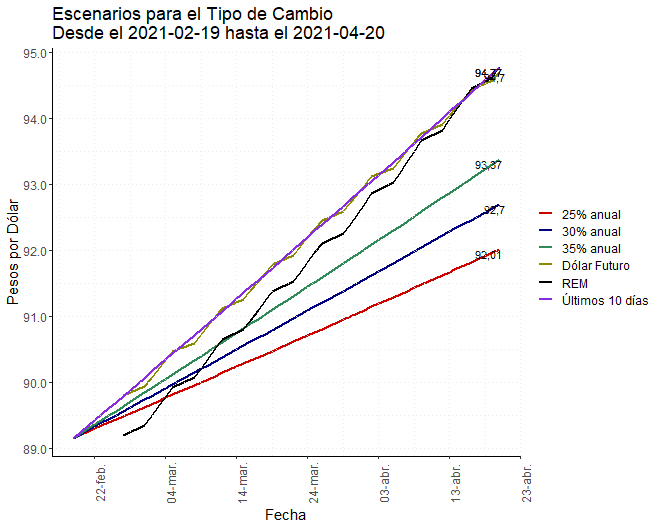 Escenarios para el Tipo de Cambio
Desde el 2021-02-19 hasta el 2021-04-20
Pesos por Dólar
95.0
94.0
93.0
92.0
91.0
90.0
89.0
93,37
92,7
92,01
25% anual
30% anual
35% anual
Dólar Futuro
REM
Últimos 10 días
22-feb.
04-mar.
14-mar.
24-mar.
03-abr.
13-abr.
23-abr.
Fecha